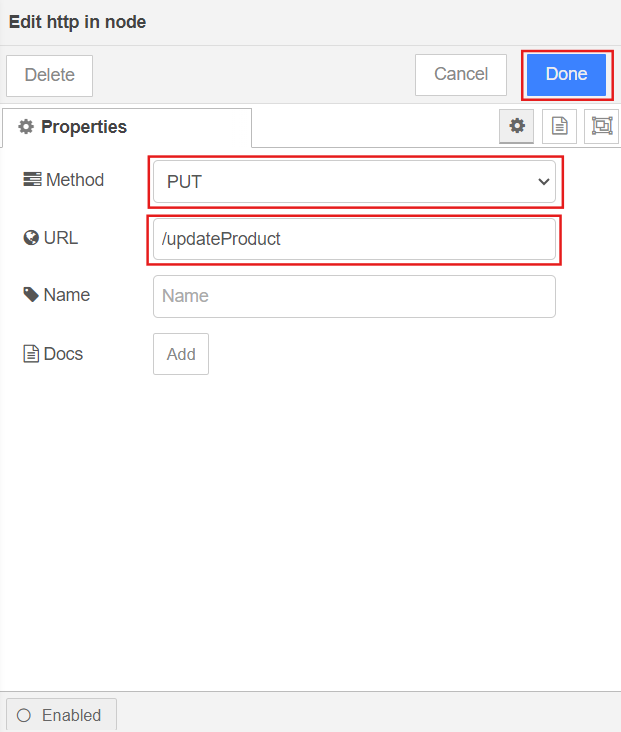 Edit http in node
Delete
Cancel
Done
Properties
Method
PUT
URL
/updateProduct
Name
Name
Docs
Add
Enabled